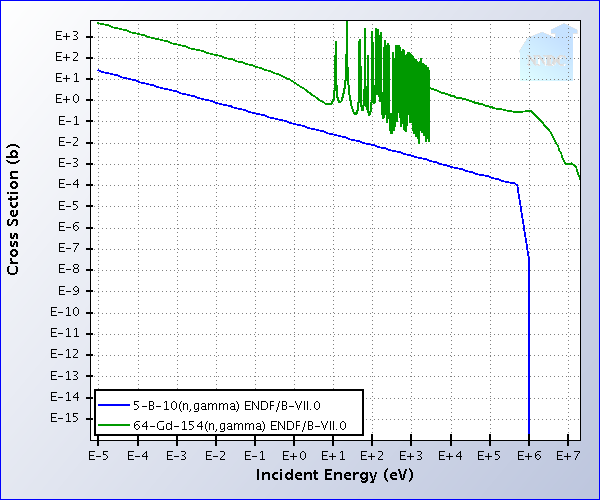 NNDC
E+3
E+2
E+1
E+0
E-1
E-2
E-3
E-4
E-5
E-6
E-7
E-8
E-9
E-10
E-11
E-12
E-13
E-14
E-15
Cross Section (b)
5-B-10(n,gamma) ENDF/B-VII.0
64-Gd-154(n,gamma) ENDF/B-VII.0
E-5 E-4 E-3 E-2 E-1 E+0 E+1 E+2 E+3 E+4 E+5 E+6 E+7
Incident Energy (eV)